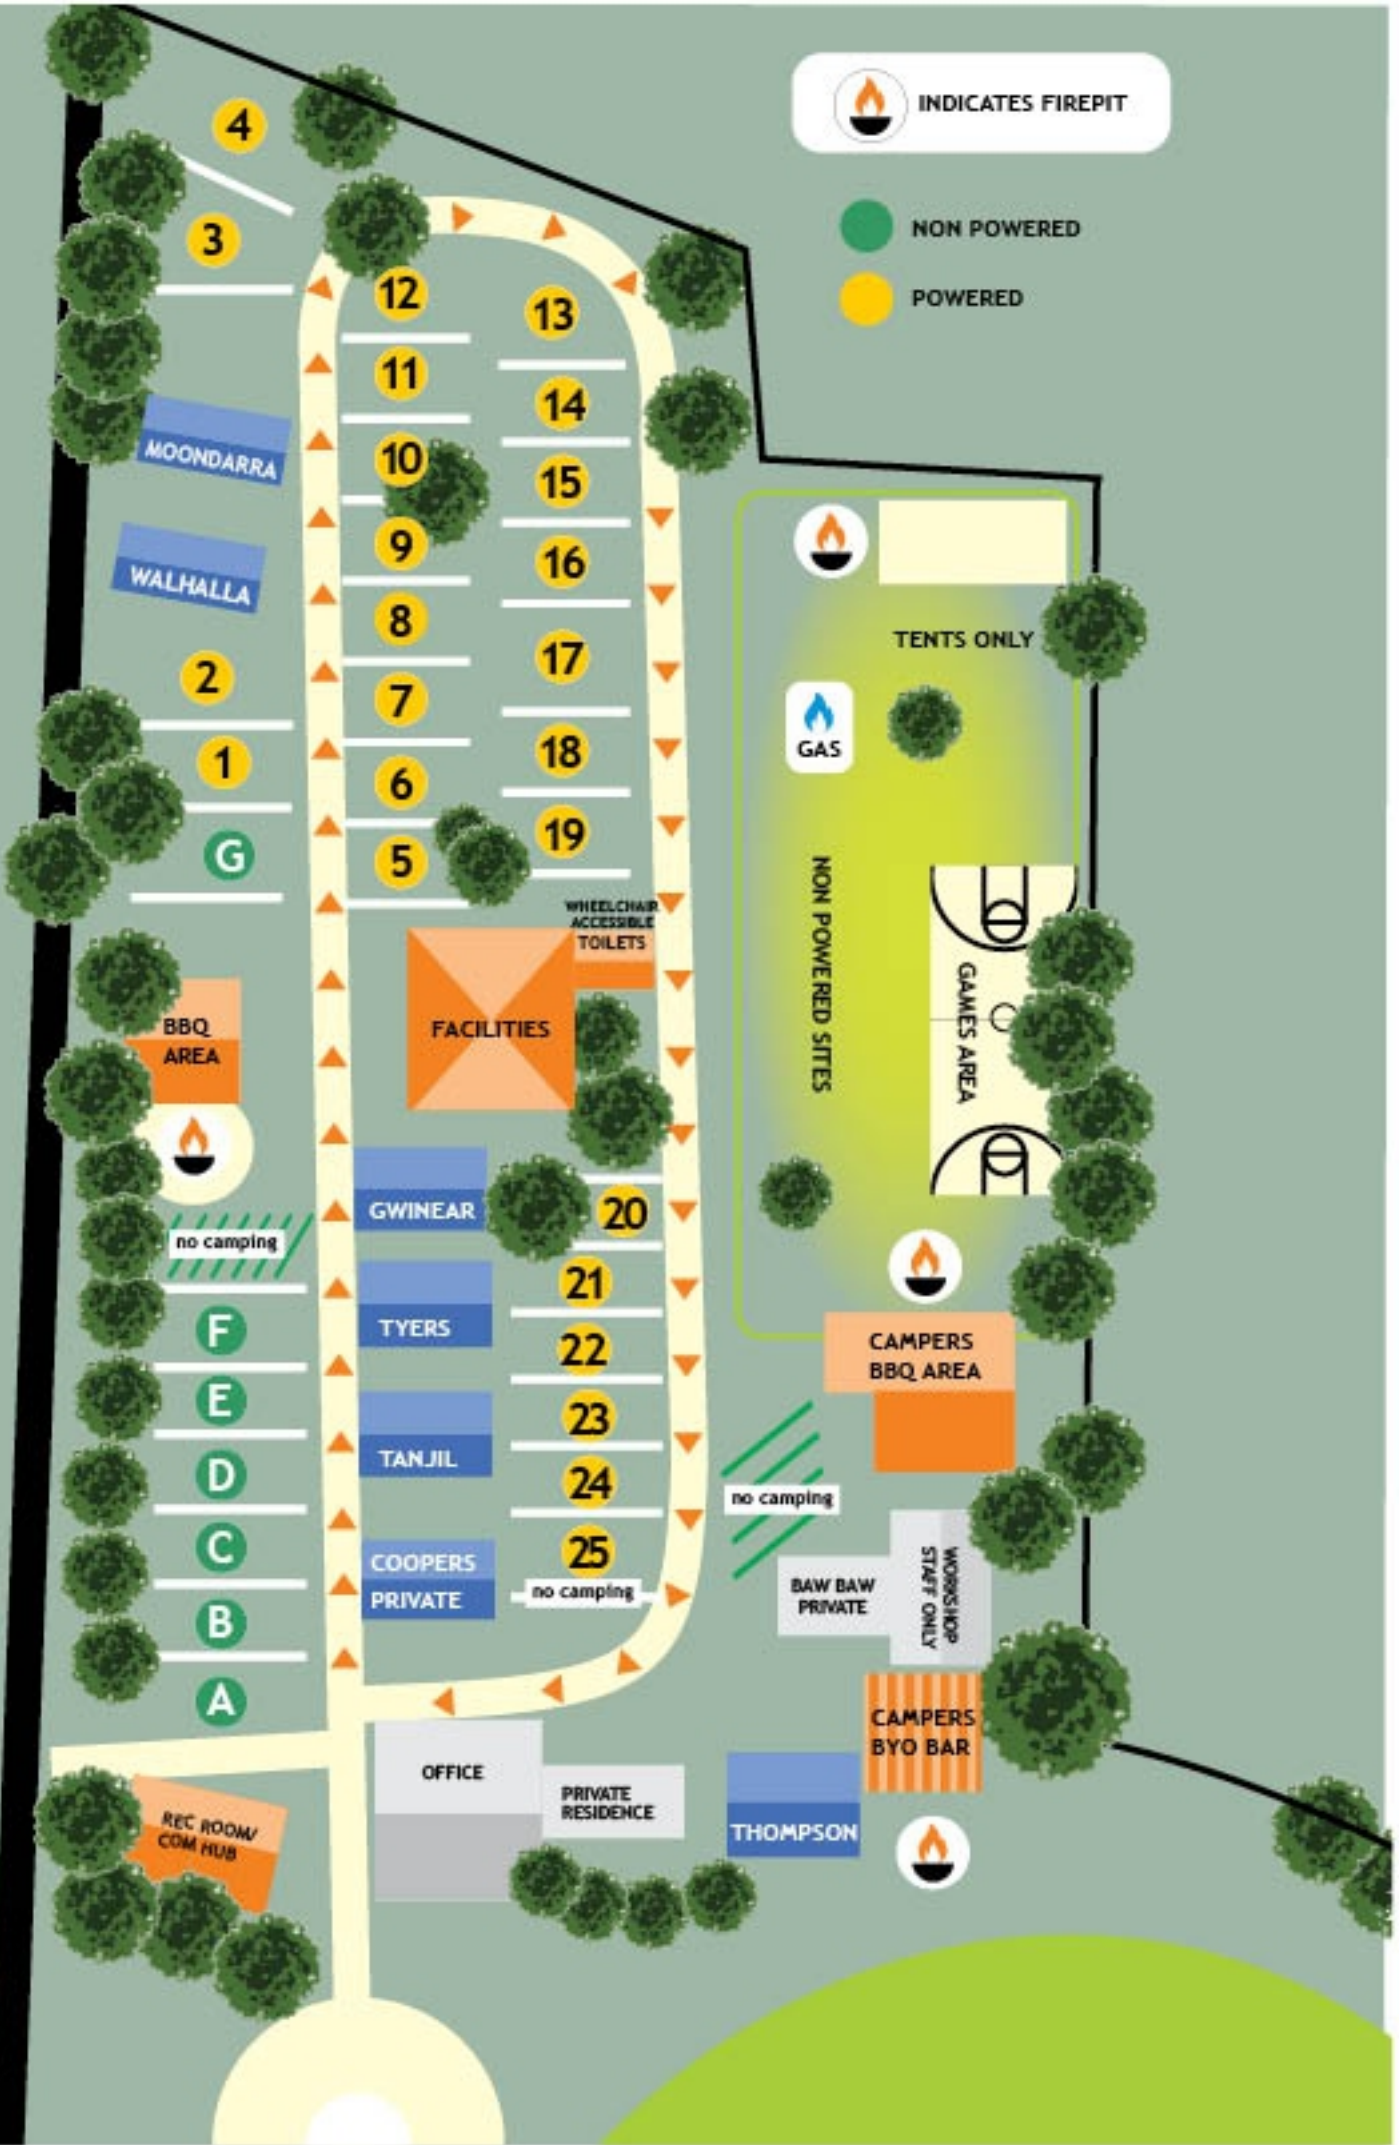 INDICATES FIREPIT
NON POWERED
POWERED
4
3
12
13
11
14
MOONDARRA
10
15
9
16
WALHALLA
8
TENTS ONLY
17
2
7
GAS
18
1
6
19
G
5
WHEELCHAIR
ACCESSIBLE
TOILETS
NON POWERED SITES
GAMES AREA
BBQ
AREA
FACILITIES
GWINEAR
20
no camping
21
F
TYERS
22
CAMPERS
BBQ AREA
E
23
D
TANJIL
24
no camping
C
25
COOPERS
PRIVATE
no camping
BAW BAW
PRIVATE
WORKSHOP
STAFF ONLY
B
A
CAMPERS
BYO BAR
OFFICE
PRIVATE
RESIDENCE
THOMPSON
REC ROOM/
COM HUB